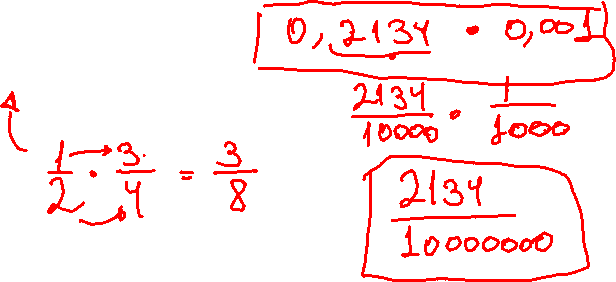 0,2134 · 0,001
2134/10000 · 1/1000
1/2 · 3/4 = 3/8
2134/10000000